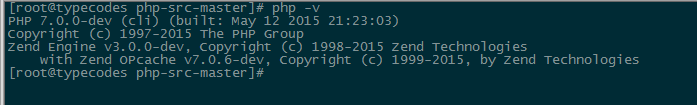 [root@typecodes php-src-master]# php -v
PHP 7.0.0-dev (cli) (built: May 12 2015 21:23:03)
Copyright (c) 1997-2015 The PHP Group
Zend Engine v3.0.0-dev, Copyright (c) 1998-2015 Zend Technologies
    with Zend OPcache v7.0.6-dev, Copyright (c) 1999-2015, by Zend Technologies
[root@typecodes php-src-master]#